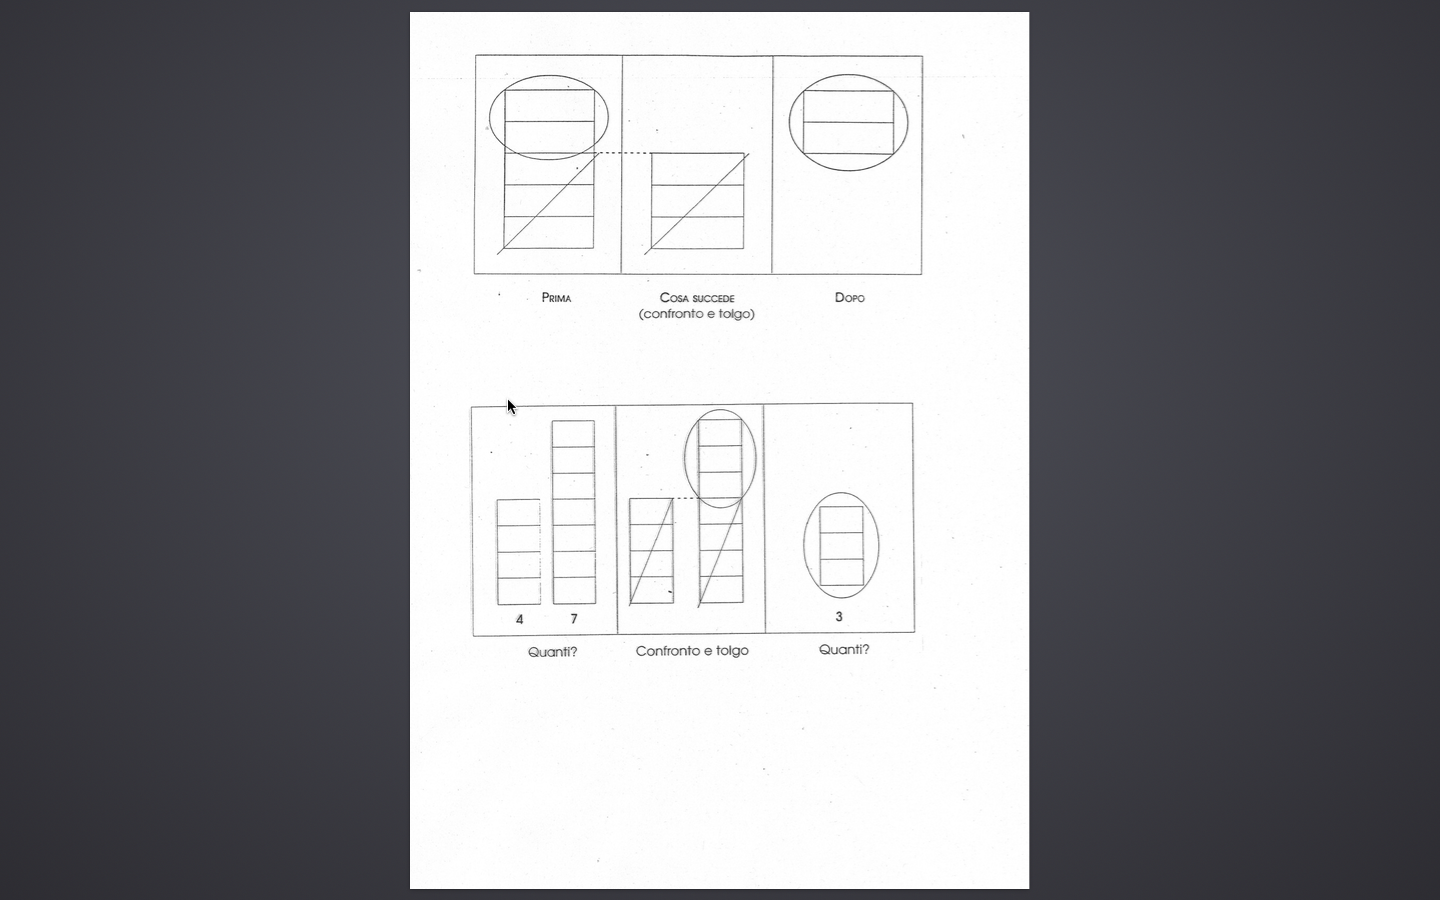 PRIMA
COSA SUCCEDE
DOPO
(confronto e tolgo)
4
7
3
Quanti?
Confronto e tolgo
Quanti?